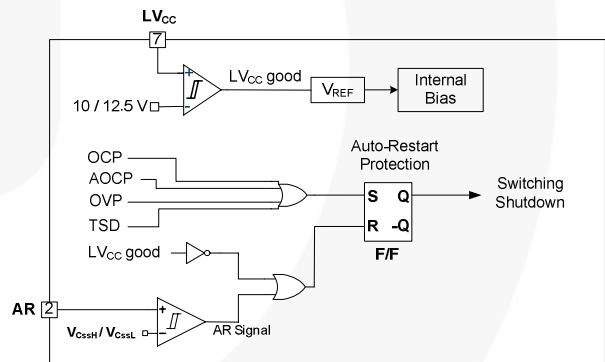 LVCC
7
+
LVCC good
VREF
Internal
Bias
10 / 12.5 V
-
Auto-Restart
Protection
OCP
AOCP
OVP
TSD
S Q
R -Q
F/F
Switching
Shutdown
LVCC good
AR 2
+
VCssH / VCssL
-
AR Signal